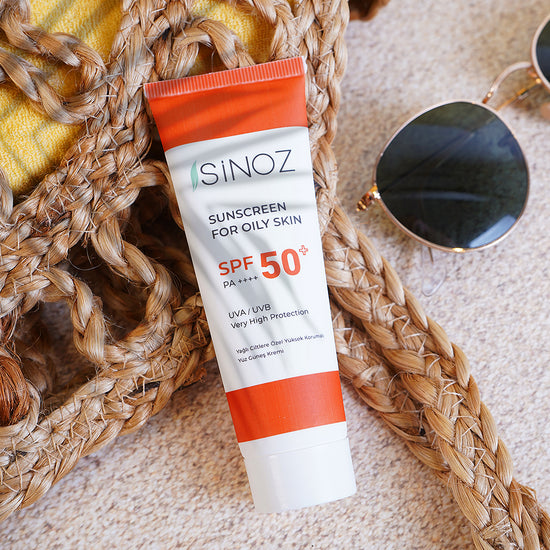 SiNOZ
SUNSCREEN
FOR OILY SKIN
SPF 50+
PA ++++
UVA / UVB
Very High Protection
Yağlı Ciltlere Özel Yüksek Korumalı
Yüz Güneş Kremi